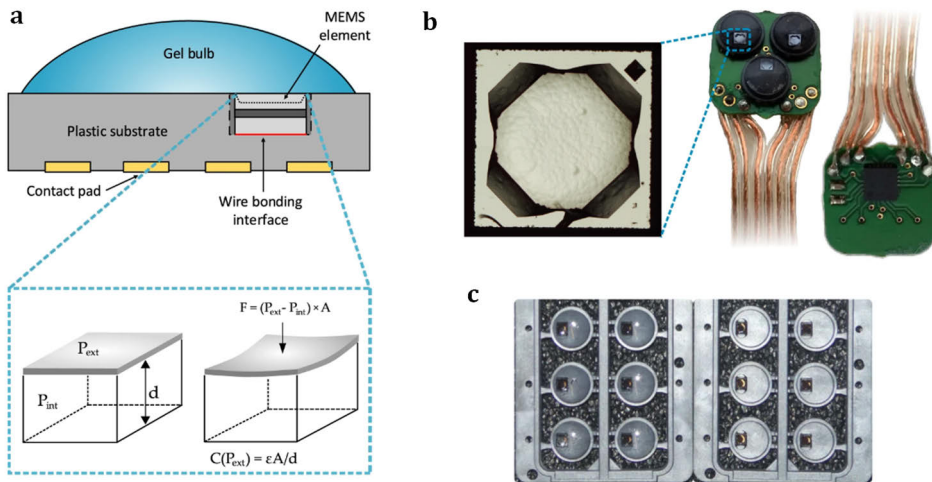 a
MEMS
element
Gel bulb
Plastic substrate
Contact pad
Wire bonding
interface
F = (Pext- Pint) × A
Pext
Pint
d
C(Pext) = εA/d
b
c